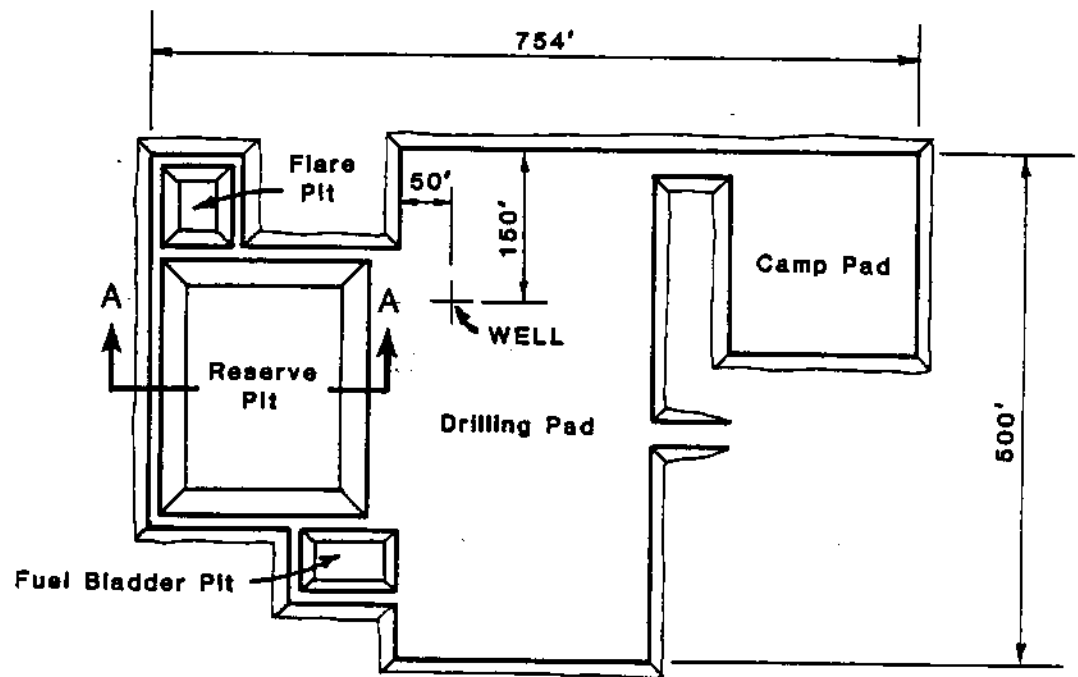 754'
Flare
Pit
50'
150'
Camp Pad
A
A
WELL
Reserve
Pit
Drilling Pad
500'
Fuel Bladder Pit